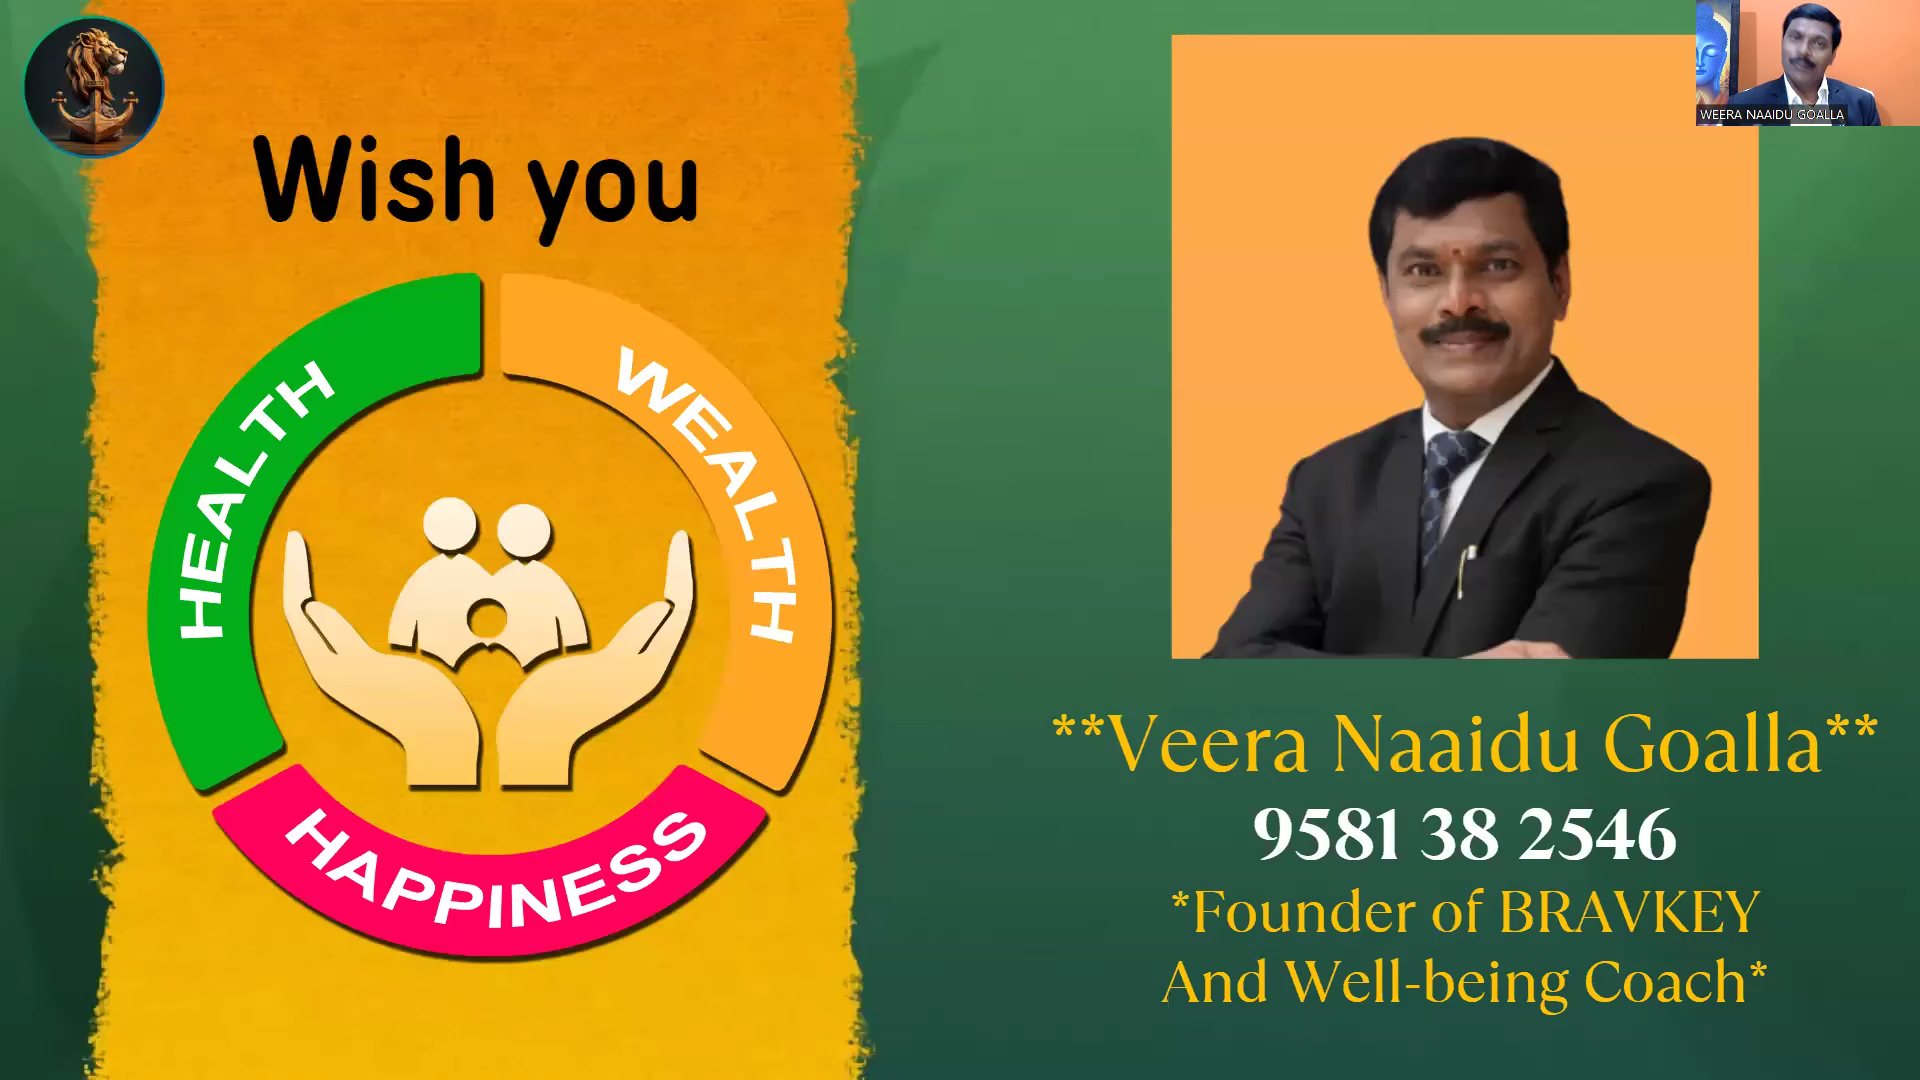 Wish you
HEALTH
WEALTH
HAPPINESS
WEERA NAAIDU GOALLA
**Veera Naaidu Goalla**
9581 38 2546
*Founder of BRAVKEY
And Well-being Coach*